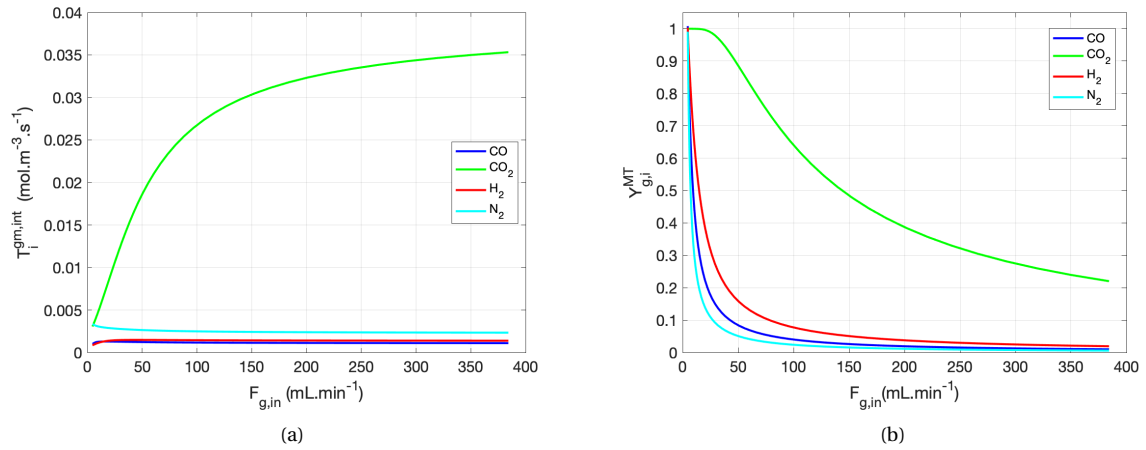 0.04
0.035
0.03
0.025
0.02
0.015
0.01
0.005
0
0 50 100 150 200 250 300 350 400
T_i^{gm,int} (mol.m^{-3}.s^{-1})
F_{g,in} (mL.min^{-1})
CO
CO_2
H_2
N_2
(a)
1
0.9
0.8
0.7
0.6
0.5
0.4
0.3
0.2
0.1
0
0 50 100 150 200 250 300 350 400
Y_{g,i}^{MT}
F_{g,in}(mL.min^{-1})
CO
CO_2
H_2
N_2
(b)